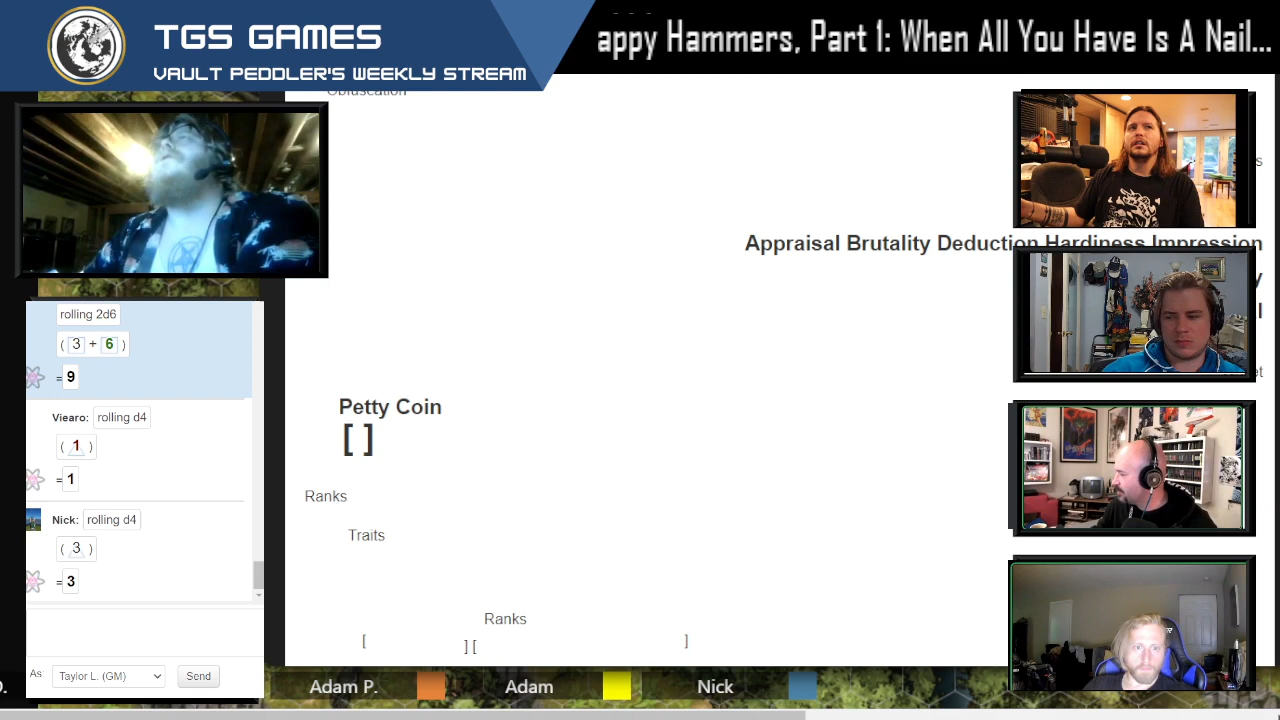 TGS GAMES
VAULT PEDDLER'S WEEKLY STREAM
appy Hammers, Part 1: When All You Have Is A Nail...
Obfuscation
s
Appraisal Brutality Deduction Hardiness Impression
y
l
et
rolling 2d6
( 3 + 6 )
= 9
Viearo: rolling d4
( 1 )
= 1
Nick: rolling d4
( 3 )
= 3
Petty Coin
[ ]
Ranks
Traits
Ranks
[ ] [ ]
As: Taylor L. (GM) Send
Adam P. Adam Nick